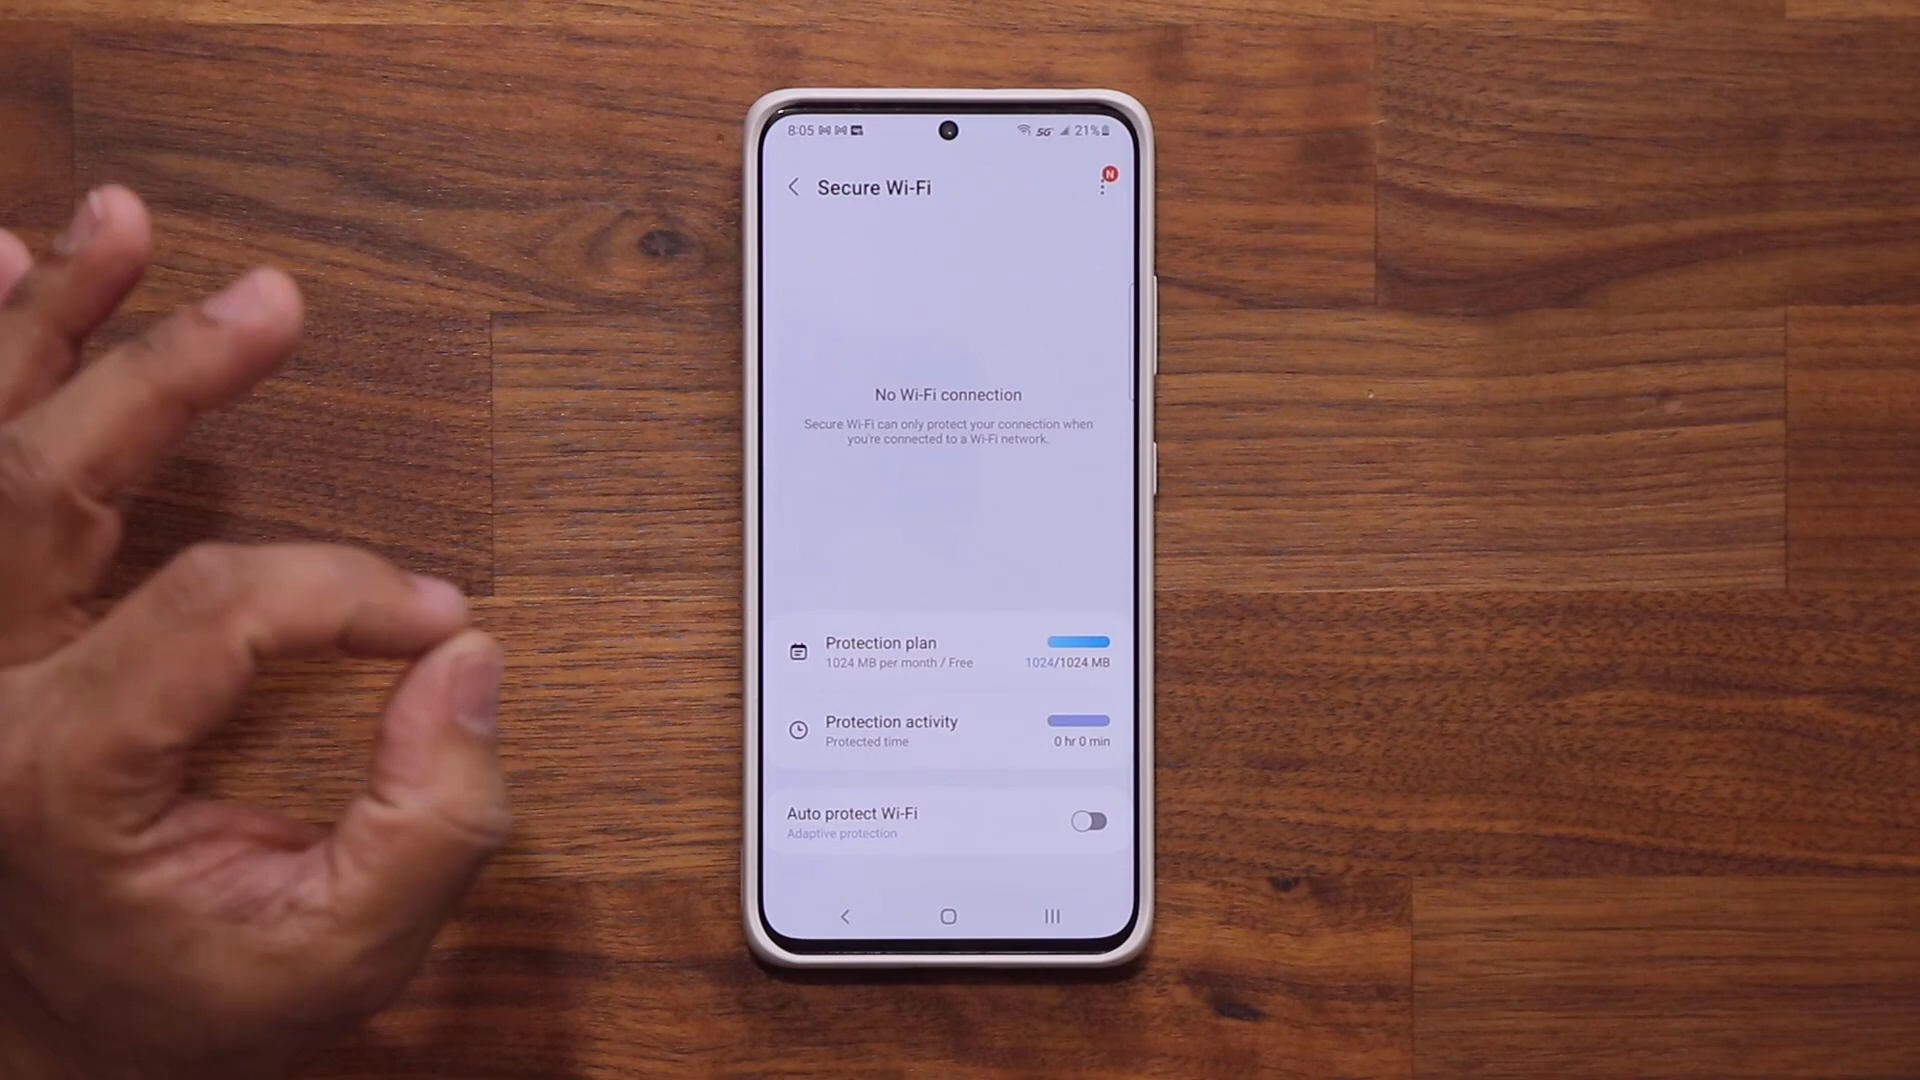 8:05 5G 21%
Secure Wi-Fi
N
No Wi-Fi connection
Secure Wi-Fi can only protect your connection when
you're connected to a Wi-Fi network.
Protection plan
1024 MB per month / Free 1024/1024 MB
Protection activity
Protected time 0 hr 0 min
Auto protect Wi-Fi
Adaptive protection